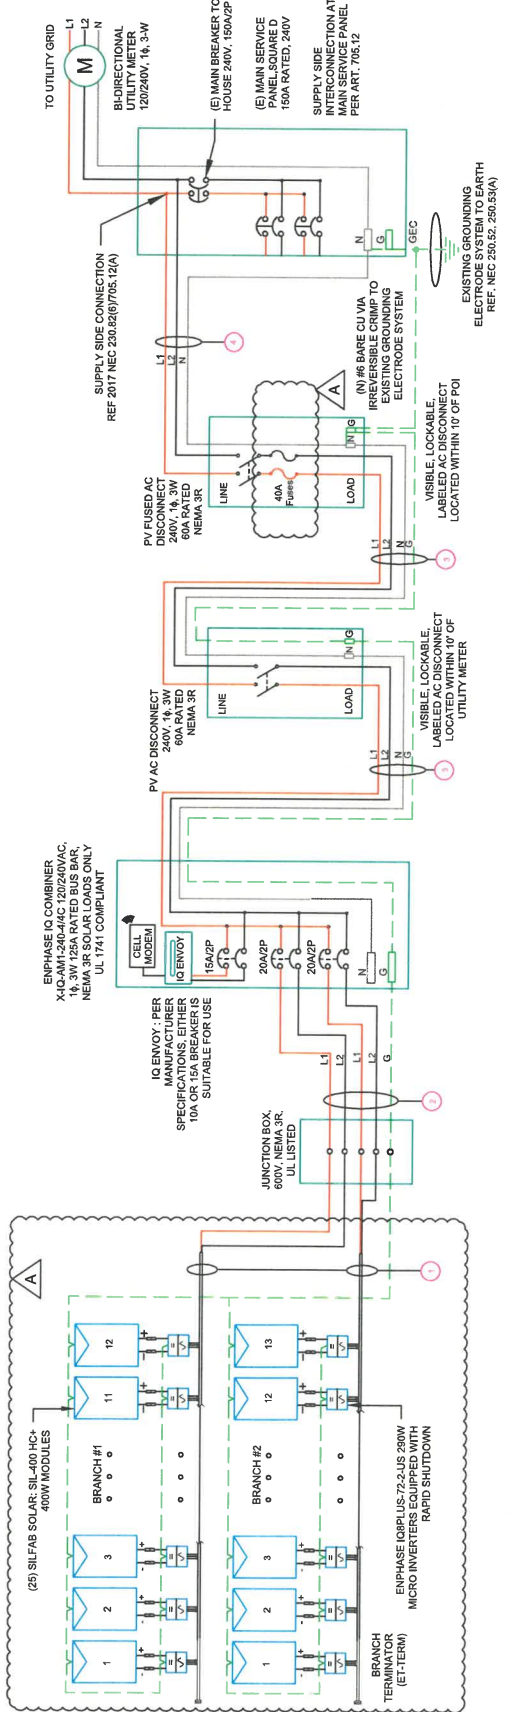 (25) SILFAB SOLAR: SIL-400 HC+
400W MODULES
A
1
2
3
BRANCH #1
11
12
1
2
3
BRANCH #2
12
13
BRANCH
TERMINATOR
(ET-TERM)
ENPHASE IQ8PLUS-72-2-US 290W
MICRO INVERTERS EQUIPPED WITH
RAPID SHUTDOWN
1
JUNCTION BOX,
600V, NEMA 3R,
UL LISTED
2
L1
L2
L1
L2
G
IQ ENVOY : PER
MANUFACTURER
SPECIFICATIONS, EITHER
10A OR 15A BREAKER IS
SUITABLE FOR USE
ENPHASE IQ COMBINER
X-IQ-AM1-240-4/4C 120/240VAC,
1ϕ, 3W 125A RATED BUS BAR,
NEMA 3R SOLAR LOADS ONLY
UL 1741 COMPLIANT
CELL
MODEM
IQ ENVOY
15A/2P
20A/2P
20A/2P
N
G
L1
L2
N
G
3
PV AC DISCONNECT
240V, 1ϕ, 3W
60A RATED
NEMA 3R
LINE
LOAD
N
G
VISIBLE, LOCKABLE,
LABELED AC DISCONNECT
LOCATED WITHIN 10' OF
UTILITY METER
L1
L2
N
G
3
PV FUSED AC
DISCONNECT
240V, 1ϕ, 3W
60A RATED
NEMA 3R
LINE
40A
Fuses
LOAD
N
G
A
VISIBLE, LOCKABLE,
LABELED AC DISCONNECT
LOCATED WITHIN 10' OF POI
(N) #6 BARE CU VIA
IRREVERSIBLE CRIMP TO
EXISTING GROUNDING
ELECTRODE SYSTEM
L1
L2
N
4
SUPPLY SIDE CONNECTION
REF 2017 NEC 230.82(6)/705.12(A)
N
G
GEC
EXISTING GROUNDING
ELECTRODE SYSTEM TO EARTH
REF. NEC 250.52, 250.53(A)
TO UTILITY GRID
L1
L2
N
M
BI-DIRECTIONAL
UTILITY METER
120/240V, 1ϕ, 3-W
(E) MAIN BREAKER TO
HOUSE 240V, 150A/2P
(E) MAIN SERVICE
PANEL,SQUARE D
150A RATED, 240V
SUPPLY SIDE
INTERCONNECTION AT
MAIN SERVICE PANEL
PER ART. 705.12